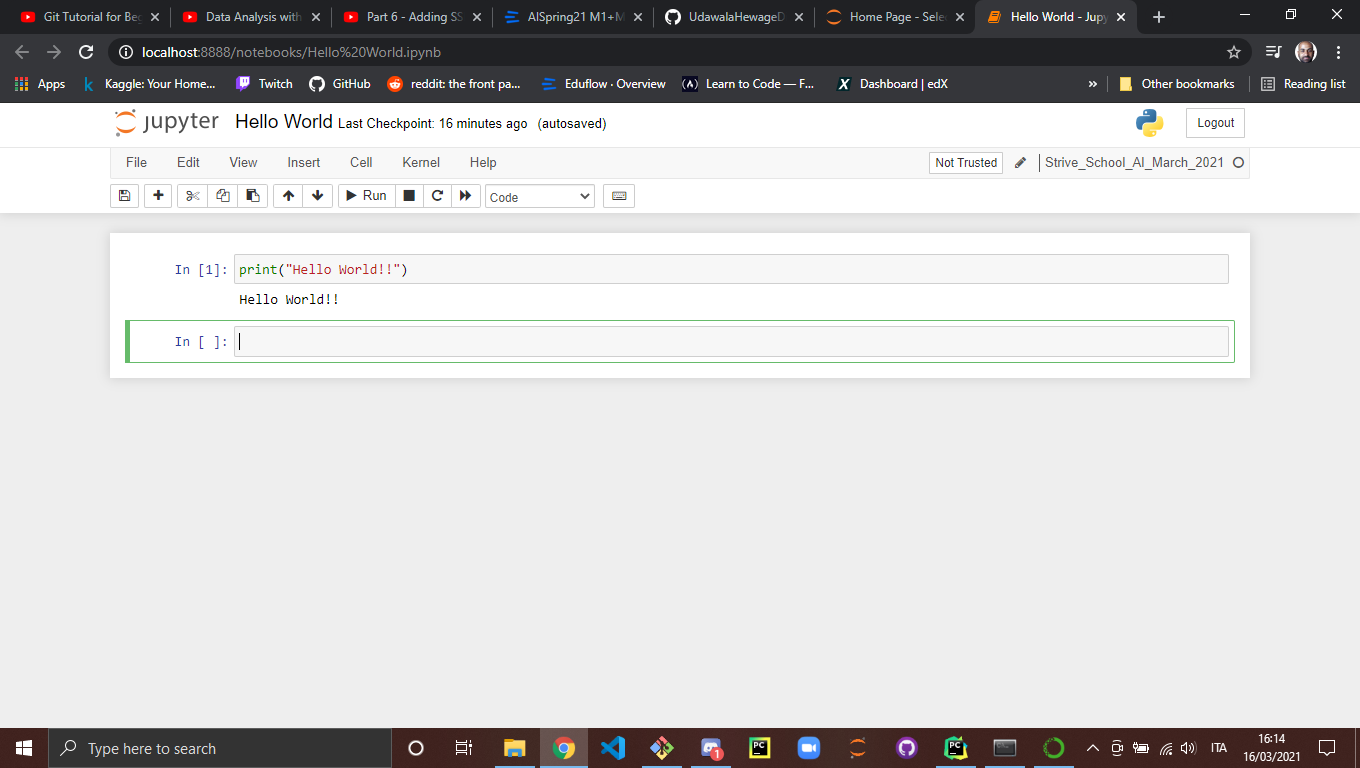 Git Tutorial for Beg
Data Analysis with
Part 6 - Adding SS
AISpring21 M1+M
UdawalaHewageD
Home Page - Sele
Hello World - Jupy
localhost:8888/notebooks/Hello%20World.ipynb
Apps
Kaggle: Your Home...
Twitch
GitHub
reddit: the front pa...
Eduflow · Overview
Learn to Code — F...
Dashboard | edX
»
Other bookmarks
Reading list
jupyter Hello World Last Checkpoint: 16 minutes ago (autosaved)
Logout
File Edit View Insert Cell Kernel Help
Not Trusted
Strive_School_AI_March_2021
Run
Code
In [1]: print("Hello World!!")
Hello World!!
In [ ]:
Type here to search
1
PC
PC
ITA
16:14
16/03/2021